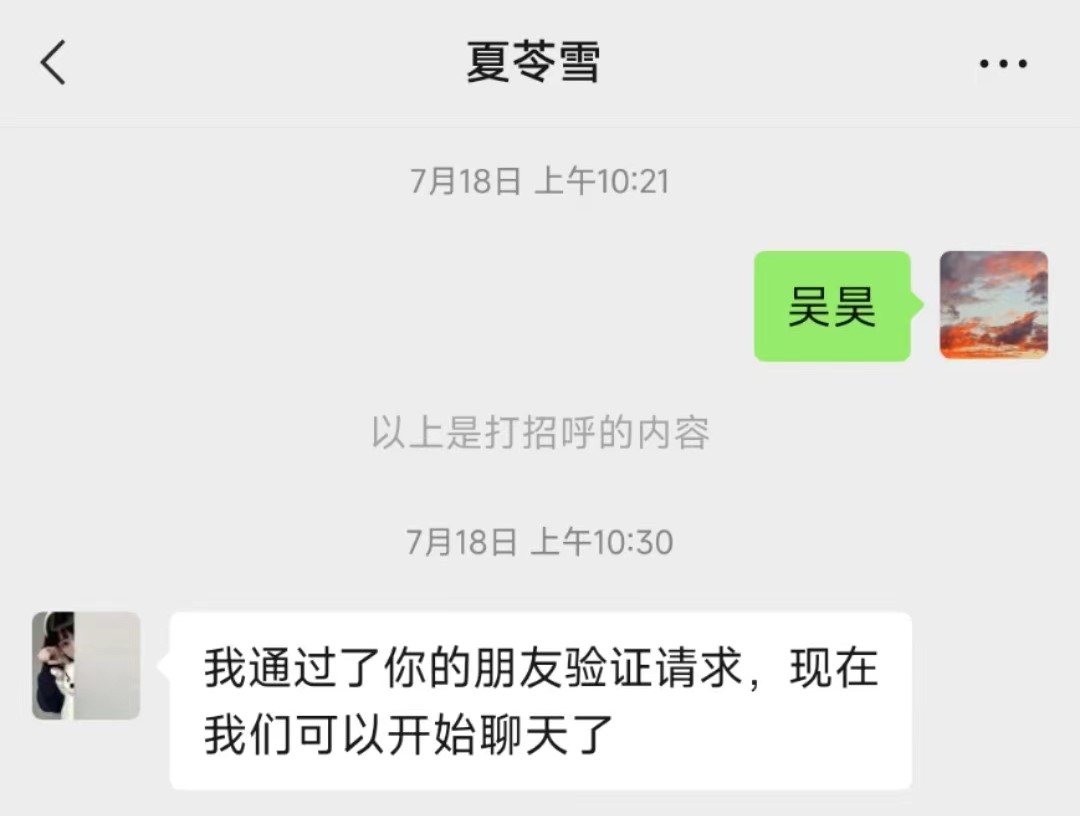 夏苓雪
7月18日 上午10:21
吴昊
以上是打招呼的内容
7月18日 上午10:30
我通过了你的朋友验证请求，现在
我们可以开始聊天了